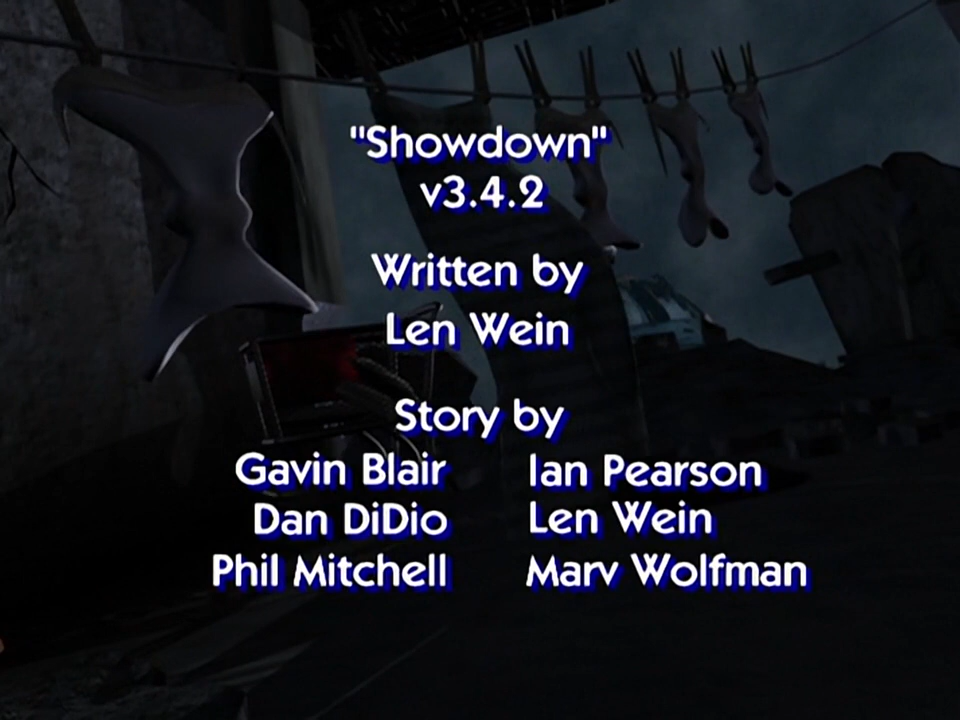 "Showdown"
v3.4.2
Written by
Len Wein
Story by
Gavin Blair Ian Pearson
Dan DiDio Len Wein
Phil Mitchell Marv Wolfman